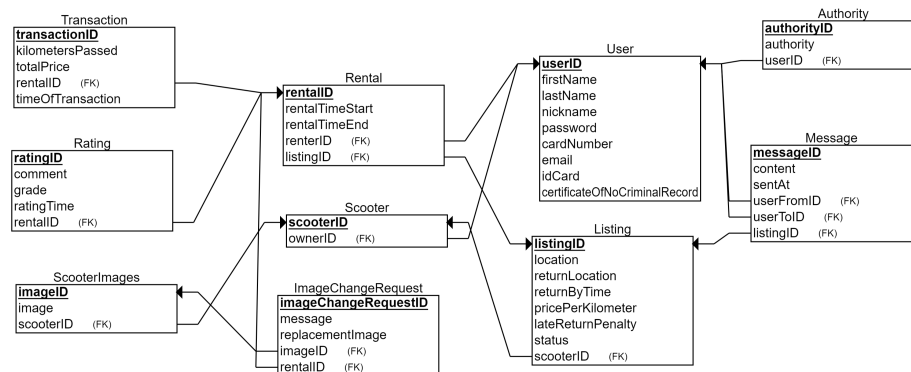 Transaction
transactionID
kilometersPassed
totalPrice
rentalID (FK)
timeOfTransaction
Rating
ratingID
comment
grade
ratingTime
rentalID (FK)
ScooterImages
imageID
image
scooterID (FK)
Rental
rentalID
rentalTimeStart
rentalTimeEnd
renterID (FK)
listingID (FK)
Scooter
scooterID
ownerID (FK)
ImageChangeRequest
imageChangeRequestID
message
replacementImage
imageID (FK)
rentalID (FK)
User
userID
firstName
lastName
nickname
password
cardNumber
email
idCard
certificateOfNoCriminalRecord
Listing
listingID
location
returnLocation
returnByTime
pricePerKilometer
lateReturnPenalty
status
scooterID (FK)
Authority
authorityID
authority
userID (FK)
Message
messageID
content
sentAt
userFromID (FK)
userToID (FK)
listingID (FK)